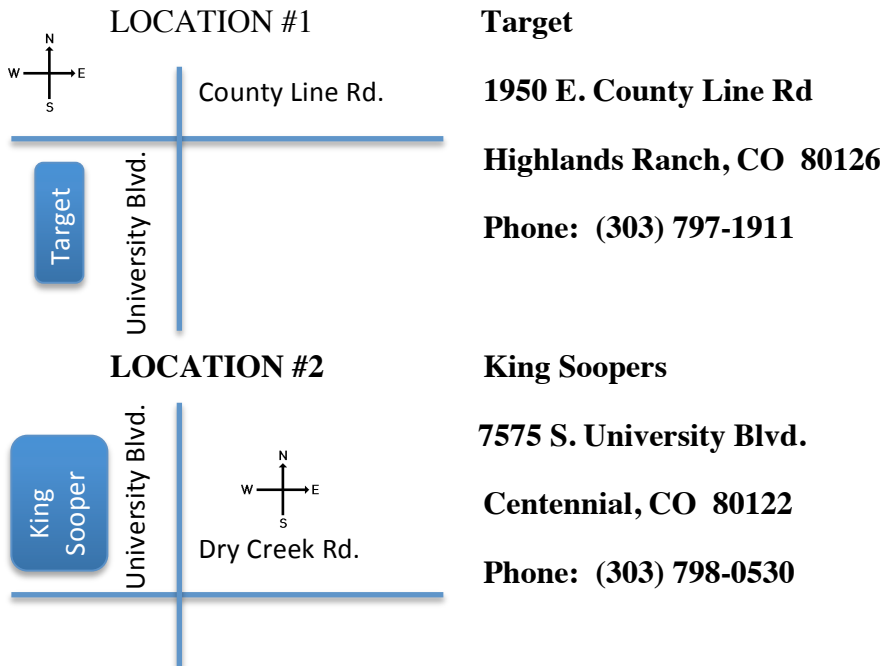 LOCATION #1
Target
N
W E
S
County Line Rd.
1950 E. County Line Rd
Highlands Ranch, CO 80126
Target
University Blvd.
Phone: (303) 797-1911
LOCATION #2
King Soopers
University Blvd.
7575 S. University Blvd.
King
Sooper
N
W E
S
Centennial, CO 80122
Dry Creek Rd.
Phone: (303) 798-0530